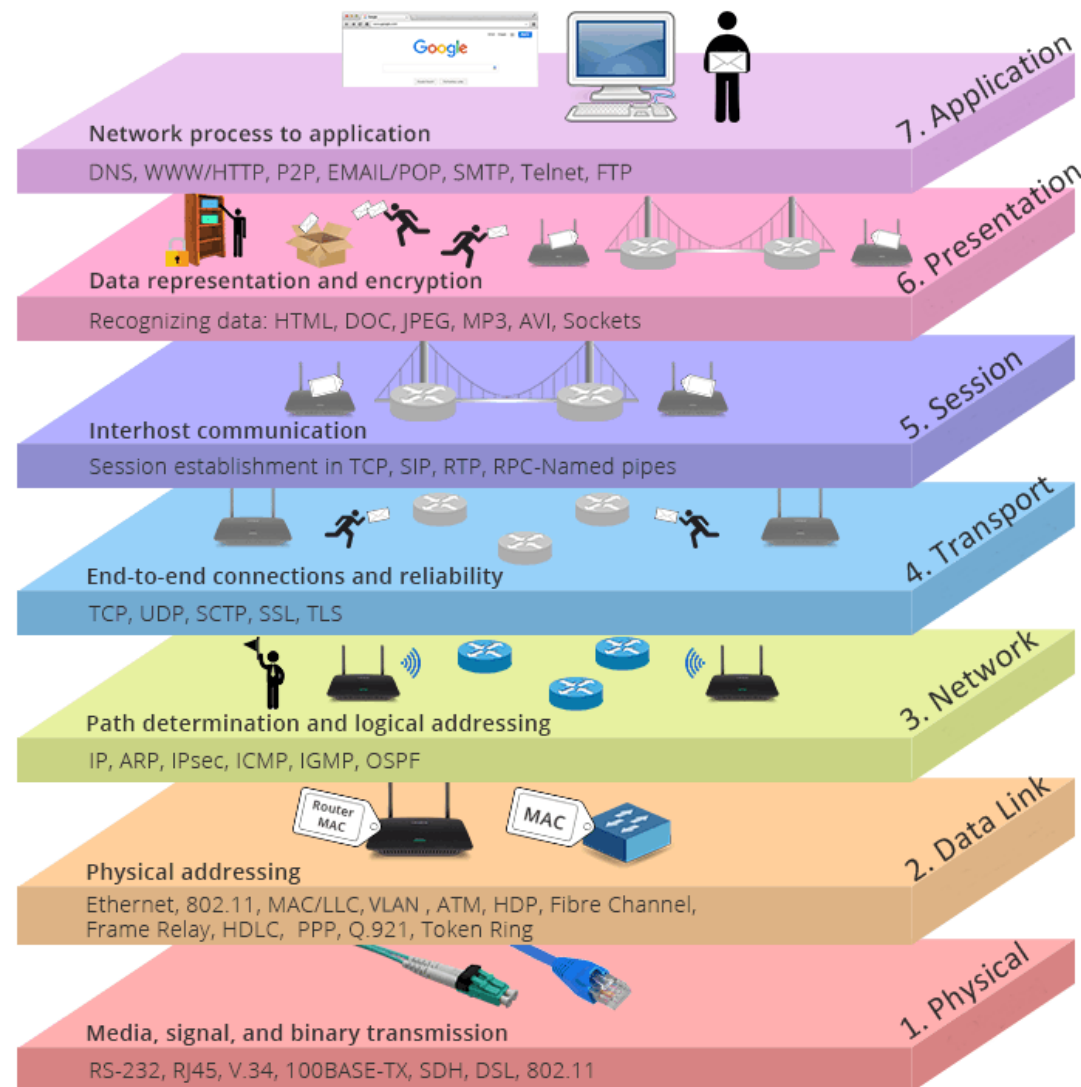 Google
7. Application
Network process to application
DNS, WWW/HTTP, P2P, EMAIL/POP, SMTP, Telnet, FTP
6. Presentation
Data representation and encryption
Recognizing data: HTML, DOC, JPEG, MP3, AVI, Sockets
5. Session
Interhost communication
Session establishment in TCP, SIP, RTP, RPC-Named pipes
4. Transport
End-to-end connections and reliability
TCP, UDP, SCTP, SSL, TLS
3. Network
Path determination and logical addressing
IP, ARP, IPsec, ICMP, IGMP, OSPF
Router
MAC
MAC
2. Data Link
Physical addressing
Ethernet, 802.11, MAC/LLC, VLAN , ATM, HDP, Fibre Channel,
Frame Relay, HDLC, PPP, Q.921, Token Ring
1. Physical
Media, signal, and binary transmission
RS-232, RJ45, V.34, 100BASE-TX, SDH, DSL, 802.11